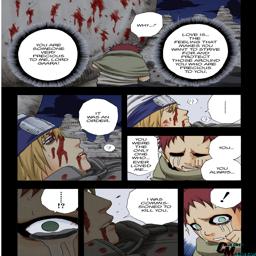 WHY...?
LOVE IS...
THE
FEELING THAT
MAKES YOU
WANT TO STRIVE
FOR AND
PROTECT
THOSE AROUND
YOU WHO ARE
PRECIOUS
TO YOU.
YOU ARE
SOMEONE
VERY
PRECIOUS
TO ME, LORD
GAARA!
IT WAS
AN ORDER.
YOU...
YOU
ALWAYS...
YOU WERE
THE ONLY
ONE
WHO...
EVER
LOVED
ME...
!
I WAS
COMMIS-
SIONED TO
KILL YOU.
!?